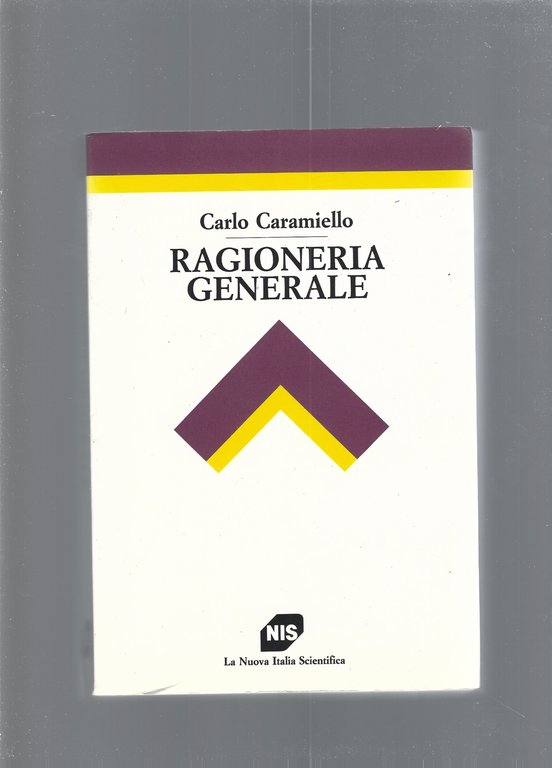 Carlo Caramiello
RAGIONERIA
GENERALE
NIS
La Nuova Italia Scientifica